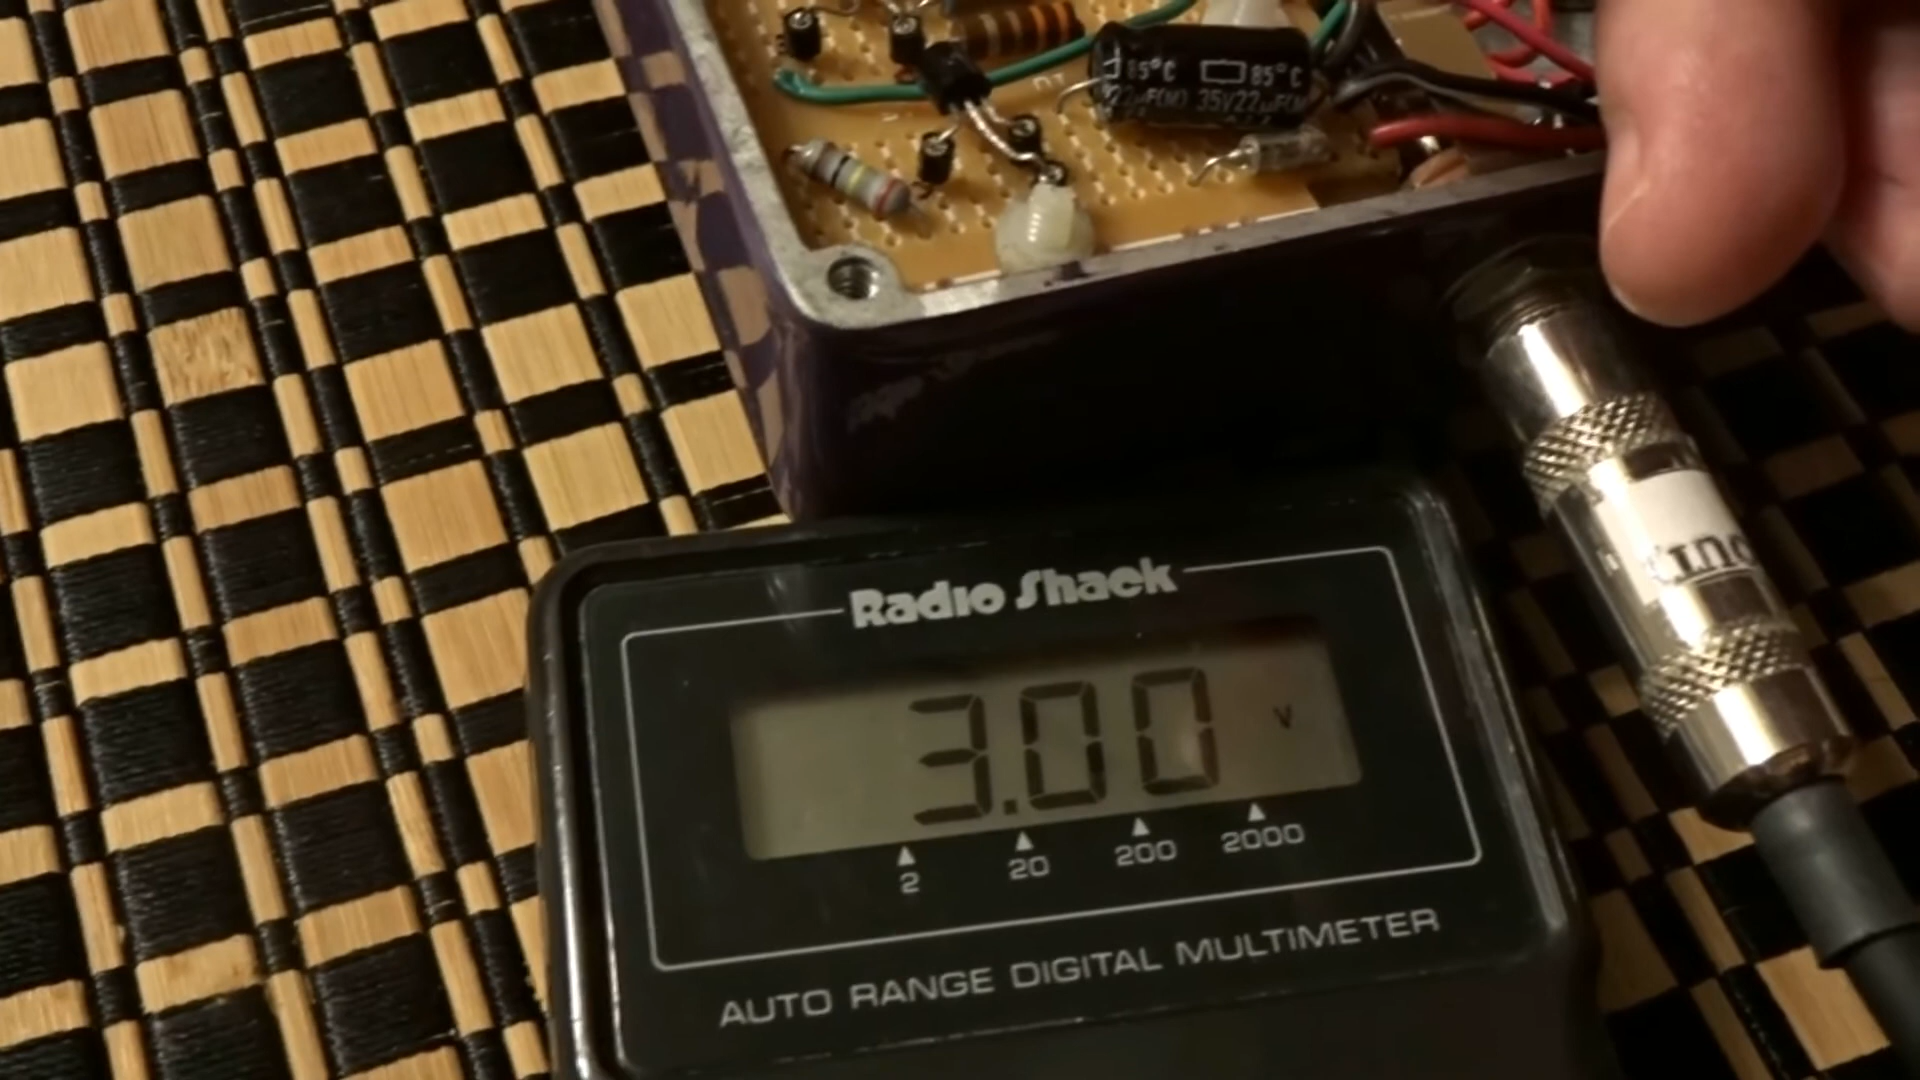 85°C 85°C
35V22µF(M)
Radio Shack
3.00 V
2 20 200 2000
AUTO RANGE DIGITAL MULTIMETER